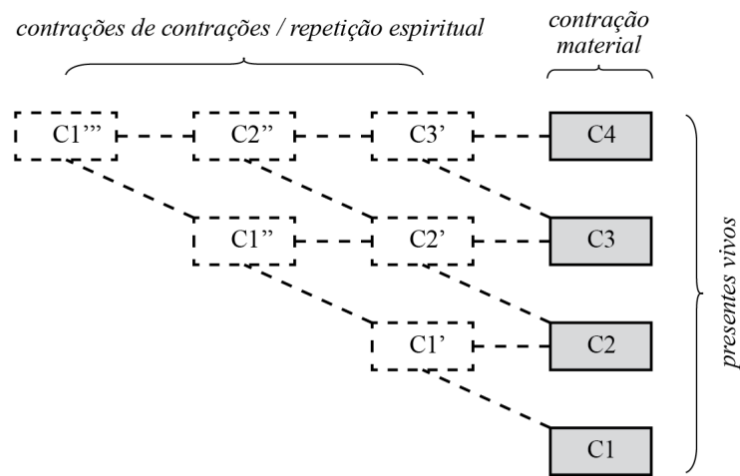 contrações de contrações / repetição espiritual
contração
material
C1''' C2'' C3' C4
C1'' C2' C3
C1' C2
C1
presentes vivos